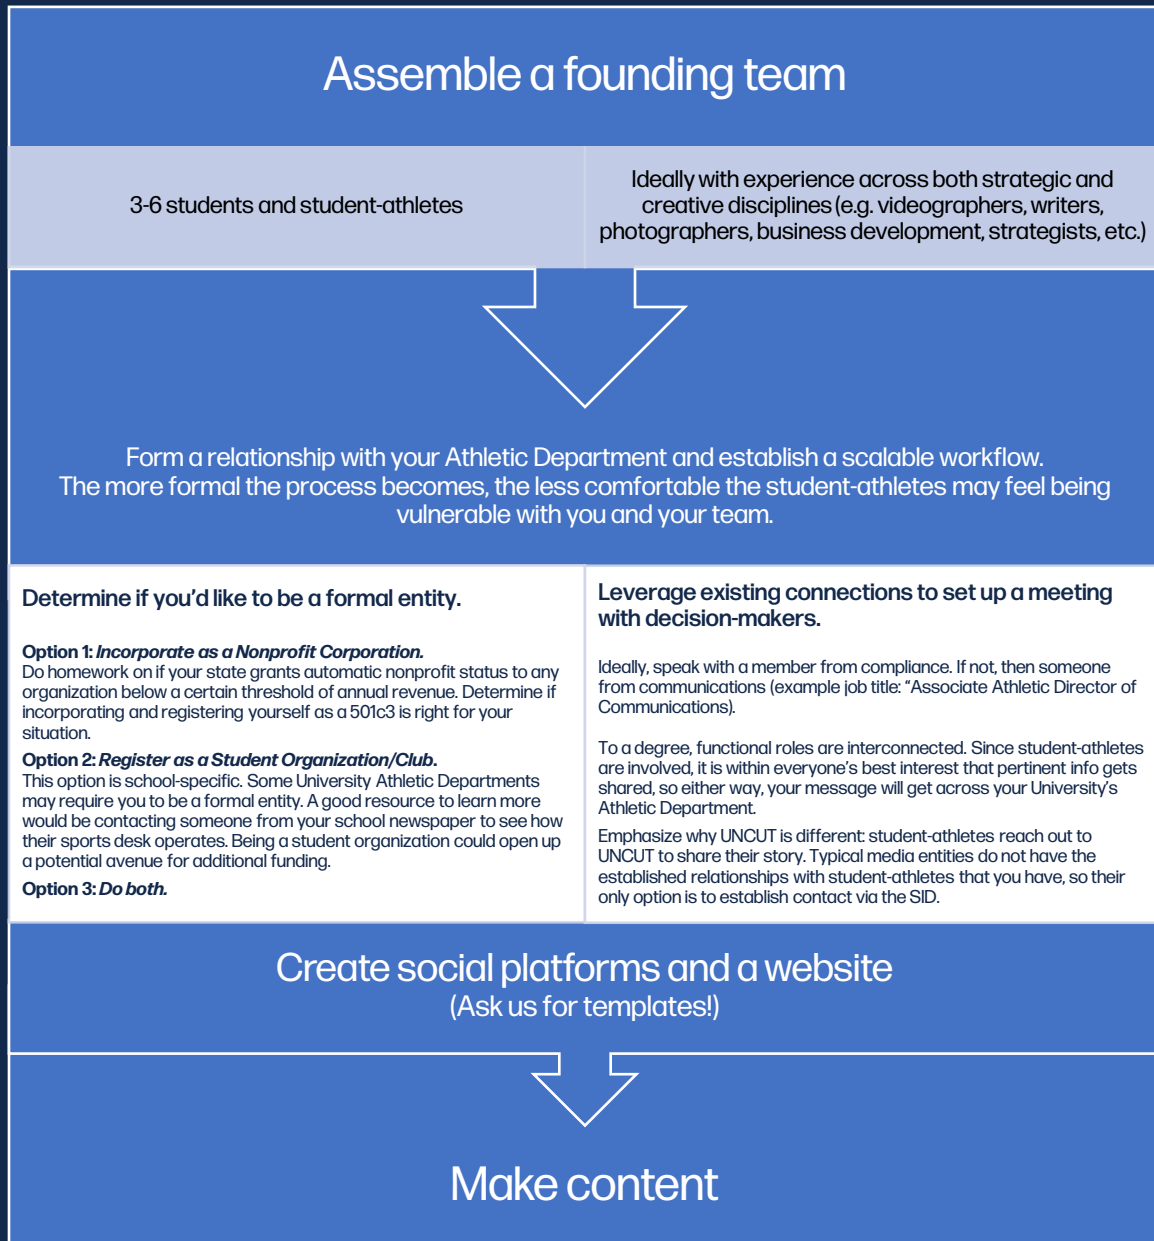 Assemble a founding team
3-6 students and student-athletes
Ideally with experience across both strategic and
creative disciplines (e.g. videographers, writers,
photographers, business development, strategists, etc.)
Form a relationship with your Athletic Department and establish a scalable workflow.
The more formal the process becomes, the less comfortable the student-athletes may feel being
vulnerable with you and your team.
Determine if you'd like to be a formal entity.
Option 1: Incorporate as a Nonprofit Corporation.
Do homework on if your state grants automatic nonprofit status to any
organization below a certain threshold of annual revenue. Determine if
incorporating and registering yourself as a 501c3 is right for your
situation.
Option 2: Register as a Student Organization/Club.
This option is school-specific. Some University Athletic Departments
may require you to be a formal entity. A good resource to learn more
would be contacting someone from your school newspaper to see how
their sports desk operates. Being a student organization could open up
a potential avenue for additional funding.
Option 3: Do both.
Leverage existing connections to set up a meeting
with decision-makers.
Ideally, speak with a member from compliance. If not, then someone
from communications (example job title: “Associate Athletic Director of
Communications).
To a degree, functional roles are interconnected. Since student-athletes
are involved, it is within everyone's best interest that pertinent info gets
shared, so either way, your message will get across your University's
Athletic Department.
Emphasize why UNCUT is different: student-athletes reach out to
UNCUT to share their story. Typical media entities do not have the
established relationships with student-athletes that you have, so their
only option is to establish contact via the SID.
Create social platforms and a website
(Ask us for templates!)
Make content